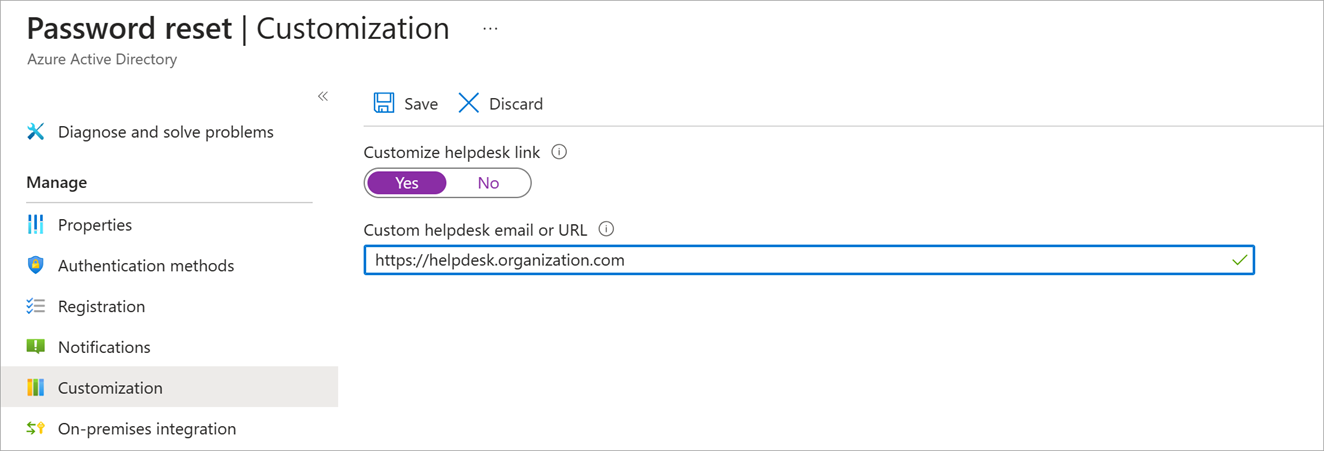 Password reset | Customization ...
Azure Active Directory
«
Diagnose and solve problems
Manage
Properties
Authentication methods
Registration
Notifications
Customization
On-premises integration
Save Discard
Customize helpdesk link
Yes No
Custom helpdesk email or URL
https://helpdesk.organization.com